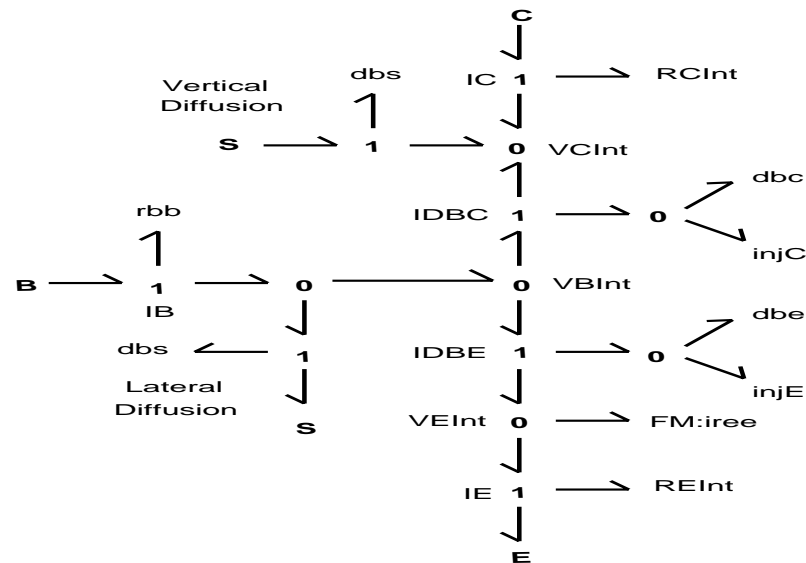 C
dbs
IC 1 RCInt
Vertical
Diffusion
S 1 0 VCInt
dbc
rbb
IDBC 1 0
injC
B 1 0 0 VBInt
IB
dbe
dbs 1 IDBE 1 0
Lateral
Diffusion
injE
S
VEInt 0 FM:iree
IE 1 REInt
E